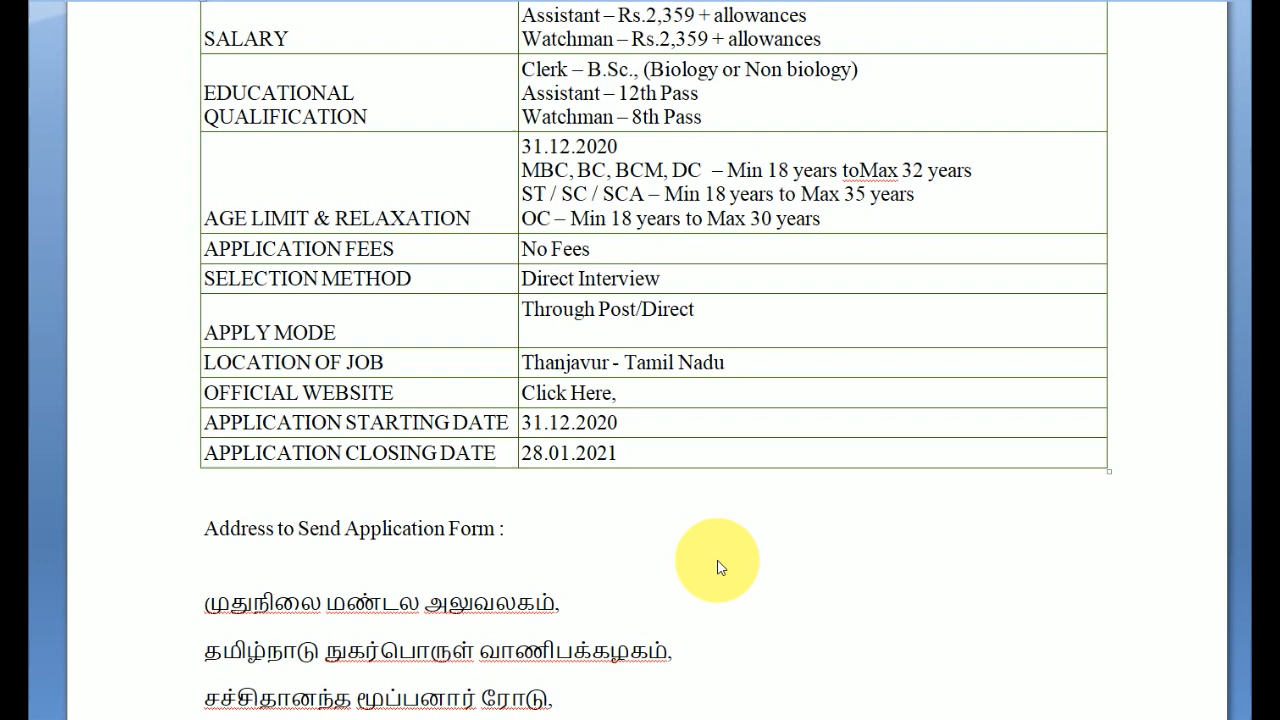 Assistant – Rs.2,359 + allowances
SALARY
Watchman – Rs.2,359 + allowances
Clerk – B.Sc., (Biology or Non biology)
EDUCATIONAL
Assistant – 12th Pass
QUALIFICATION
Watchman – 8th Pass
31.12.2020
MBC, BC, BCM, DC – Min 18 years toMax 32 years
ST / SC / SCA – Min 18 years to Max 35 years
AGE LIMIT & RELAXATION
OC – Min 18 years to Max 30 years
APPLICATION FEES
No Fees
SELECTION METHOD
Direct Interview
Through Post/Direct
APPLY MODE
LOCATION OF JOB
Thanjavur - Tamil Nadu
OFFICIAL WEBSITE
Click Here,
APPLICATION STARTING DATE
31.12.2020
APPLICATION CLOSING DATE
28.01.2021
Address to Send Application Form :
முதுநிலை மண்டல அலுவலகம்,
தமிழ்நாடு நுகர்பொருள் வாணிபக்கழகம்,
சச்சிதானந்த மூப்பனார் ரோடு,